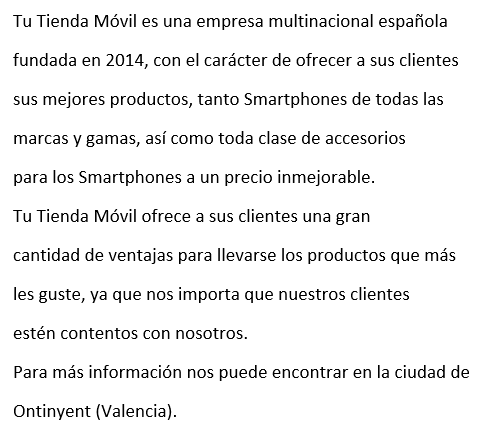 Tu Tienda Móvil es una empresa multinacional española
fundada en 2014, con el carácter de ofrecer a sus clientes
sus mejores productos, tanto Smartphones de todas las
marcas y gamas, así como toda clase de accesorios
para los Smartphones a un precio inmejorable.
Tu Tienda Móvil ofrece a sus clientes una gran
cantidad de ventajas para llevarse los productos que más
les guste, ya que nos importa que nuestros clientes
estén contentos con nosotros.
Para más información nos puede encontrar en la ciudad de
Ontinyent (Valencia).